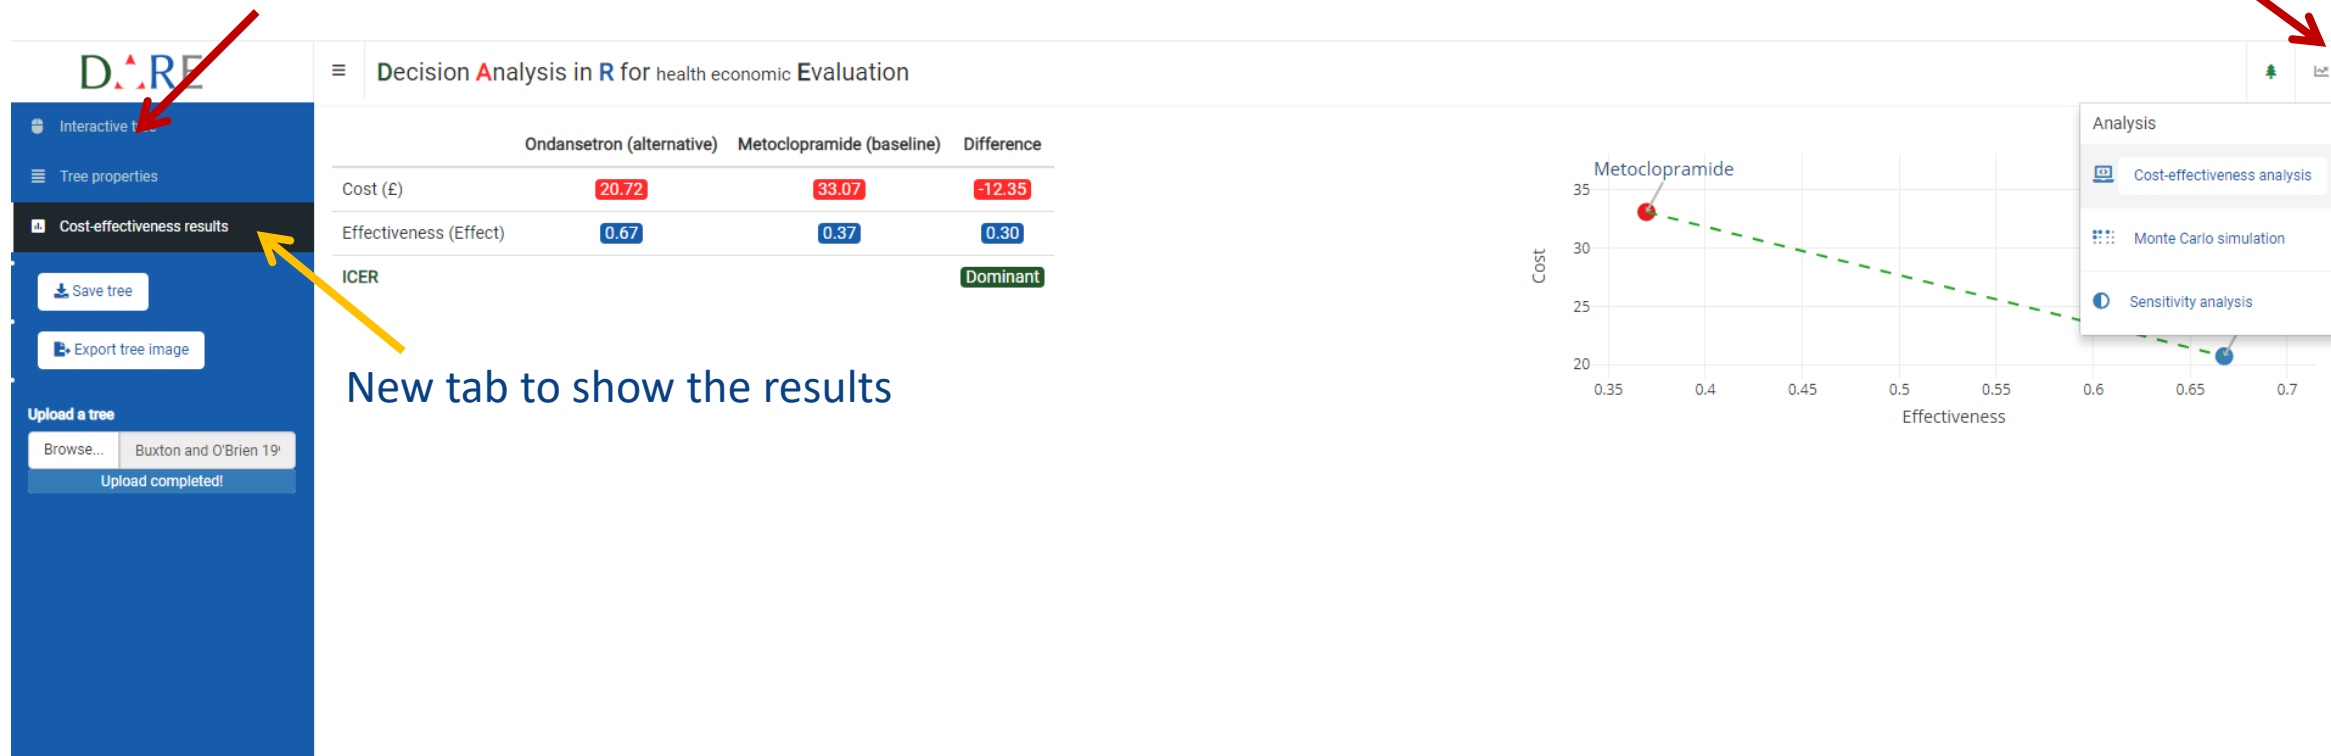 DARE
Decision Analysis in R for health economic Evaluation
Interactive tree
Tree properties
Cost-effectiveness results
Save tree
Export tree image
Upload a tree
Browse... Buxton and O'Brien 19
Upload completed!
Ondansetron (alternative) Metoclopramide (baseline) Difference
Cost (£) 20.72 33.07 -12.35
Effectiveness (Effect) 0.67 0.37 0.30
ICER Dominant
New tab to show the results
Metoclopramide
35
30
25
20
Cost
0.35 0.4 0.45 0.5 0.55 0.6 0.65 0.7
Effectiveness
Analysis
Cost-effectiveness analysis
Monte Carlo simulation
Sensitivity analysis